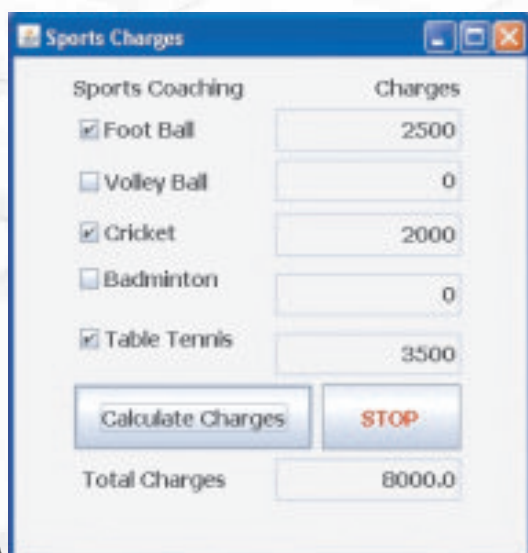 Sports Charges
Sports Coaching Charges
Foot Ball 2500
Volley Ball 0
Cricket 2000
Badminton 0
Table Tennis 3500
Calculate Charges STOP
Total Charges 8000.0